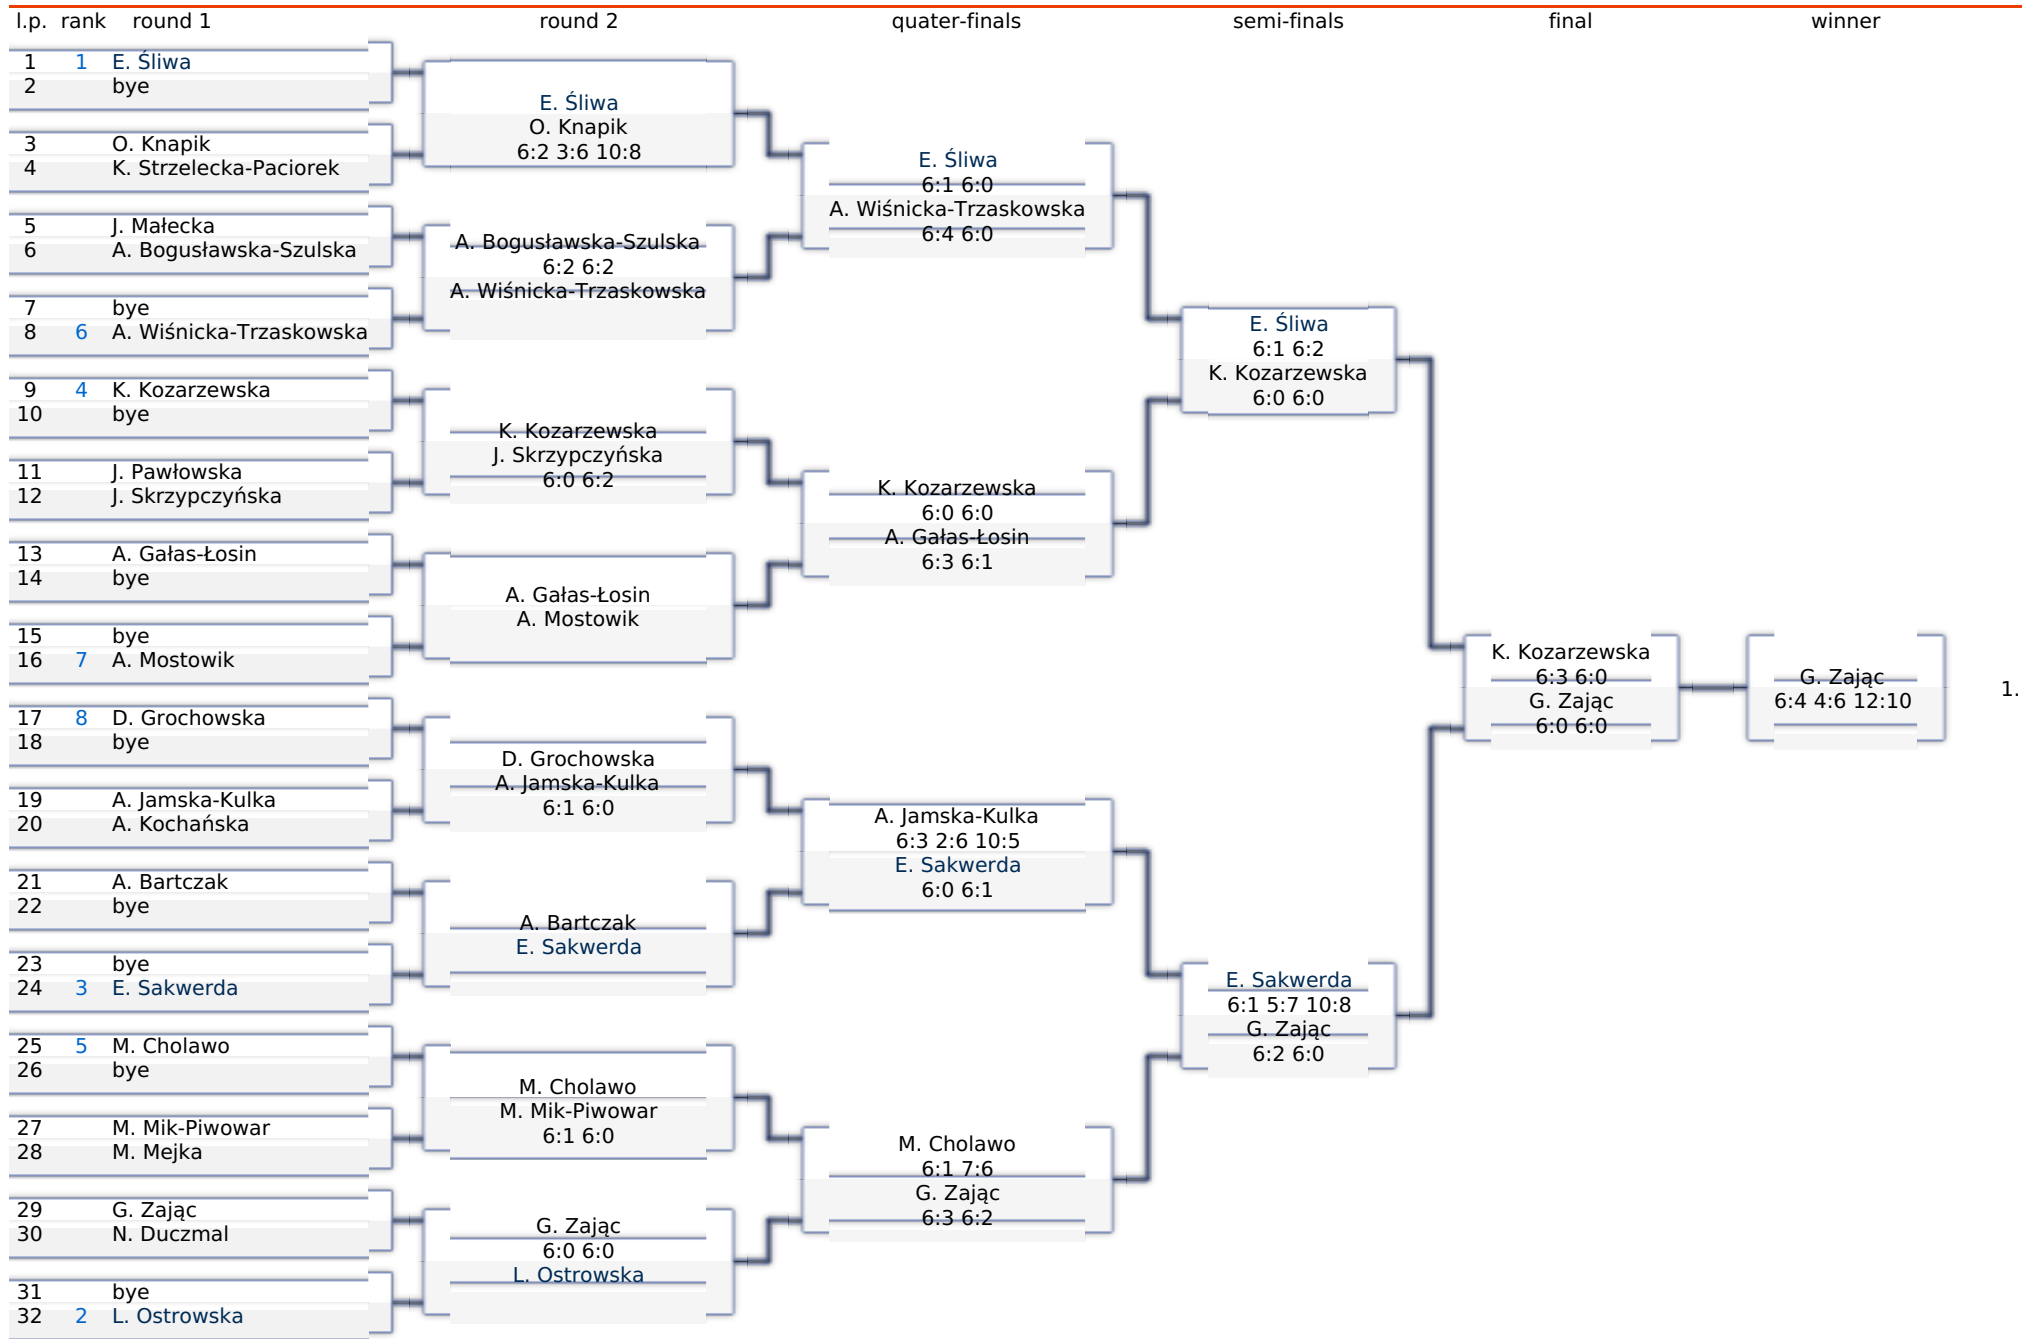 l.p. rank round 1 round 2 quater-finals semi-finals final winner
1 1 E. Śliwa
2 bye
3 O. Knapik
4 K. Strzelecka-Paciorek
5 J. Małecka
6 A. Bogusławska-Szulska
7 bye
8 6 A. Wiśnicka-Trzaskowska
9 4 K. Kozarzewska
10 bye
11 J. Pawłowska
12 J. Skrzypczyńska
13 A. Gałas-Łosin
14 bye
15 bye
16 7 A. Mostowik
17 8 D. Grochowska
18 bye
19 A. Jamska-Kulka
20 A. Kochańska
21 A. Bartczak
22 bye
23 bye
24 3 E. Sakwerda
25 5 M. Cholawo
26 bye
27 M. Mik-Piwowar
28 M. Mejka
29 G. Zając
30 N. Duczmal
31 bye
32 2 L. Ostrowska
E. Śliwa
O. Knapik
6:2 3:6 10:8
A. Bogusławska-Szulska
6:2 6:2
A. Wiśnicka-Trzaskowska
K. Kozarzewska
J. Skrzypczyńska
6:0 6:2
A. Gałas-Łosin
A. Mostowik
D. Grochowska
A. Jamska-Kulka
6:1 6:0
A. Bartczak
E. Sakwerda
M. Cholawo
M. Mik-Piwowar
6:1 6:0
G. Zając
6:0 6:0
L. Ostrowska
E. Śliwa
6:1 6:0
A. Wiśnicka-Trzaskowska
6:4 6:0
K. Kozarzewska
6:0 6:0
A. Gałas-Łosin
6:3 6:1
A. Jamska-Kulka
6:3 2:6 10:5
E. Sakwerda
6:0 6:1
M. Cholawo
6:1 7:6
G. Zając
6:3 6:2
E. Śliwa
6:1 6:2
K. Kozarzewska
6:0 6:0
E. Sakwerda
6:1 5:7 10:8
G. Zając
6:2 6:0
K. Kozarzewska
6:3 6:0
G. Zając
6:0 6:0
G. Zając
6:4 4:6 12:10
1.